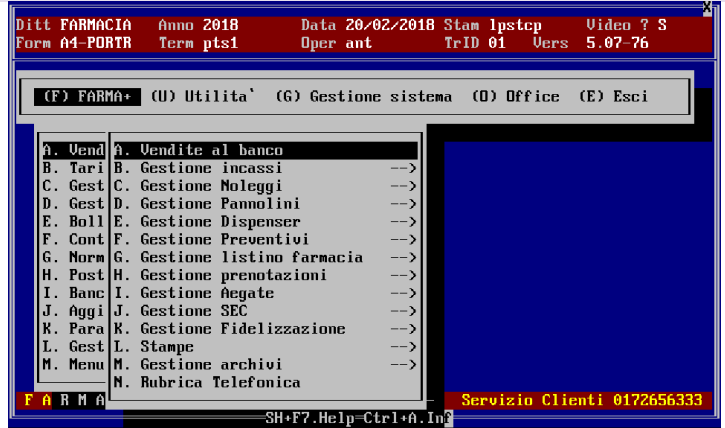 X
Ditt FARMACIA Anno 2018 Data 20/02/2018 Stam lpstcp Video ? S
Form A4-PORTR Term pts1 Oper ant TrID 01 Vers 5.07-76
(F) FARMA+ (U) Utilita` (G) Gestione sistema (O) Office (E) Esci
A. Vend A. Vendite al banco
B. Tari B. Gestione incassi -->
C. Gest C. Gestione Noleggi -->
D. Gest D. Gestione Pannolini -->
E. Boll E. Gestione Dispenser -->
F. Cont F. Gestione Preventivi -->
G. Norm G. Gestione listino farmacia -->
H. Post H. Gestione prenotazioni -->
I. Banc I. Gestione Aegate -->
J. Aggi J. Gestione SEC -->
K. Para K. Gestione Fidelizzazione -->
L. Gest L. Stampe -->
M. Menu M. Gestione archivi -->
N. Rubrica Telefonica
F A R M A Servizio Clienti 0172656333
SH+F7.Help=Ctrl+A.Inf